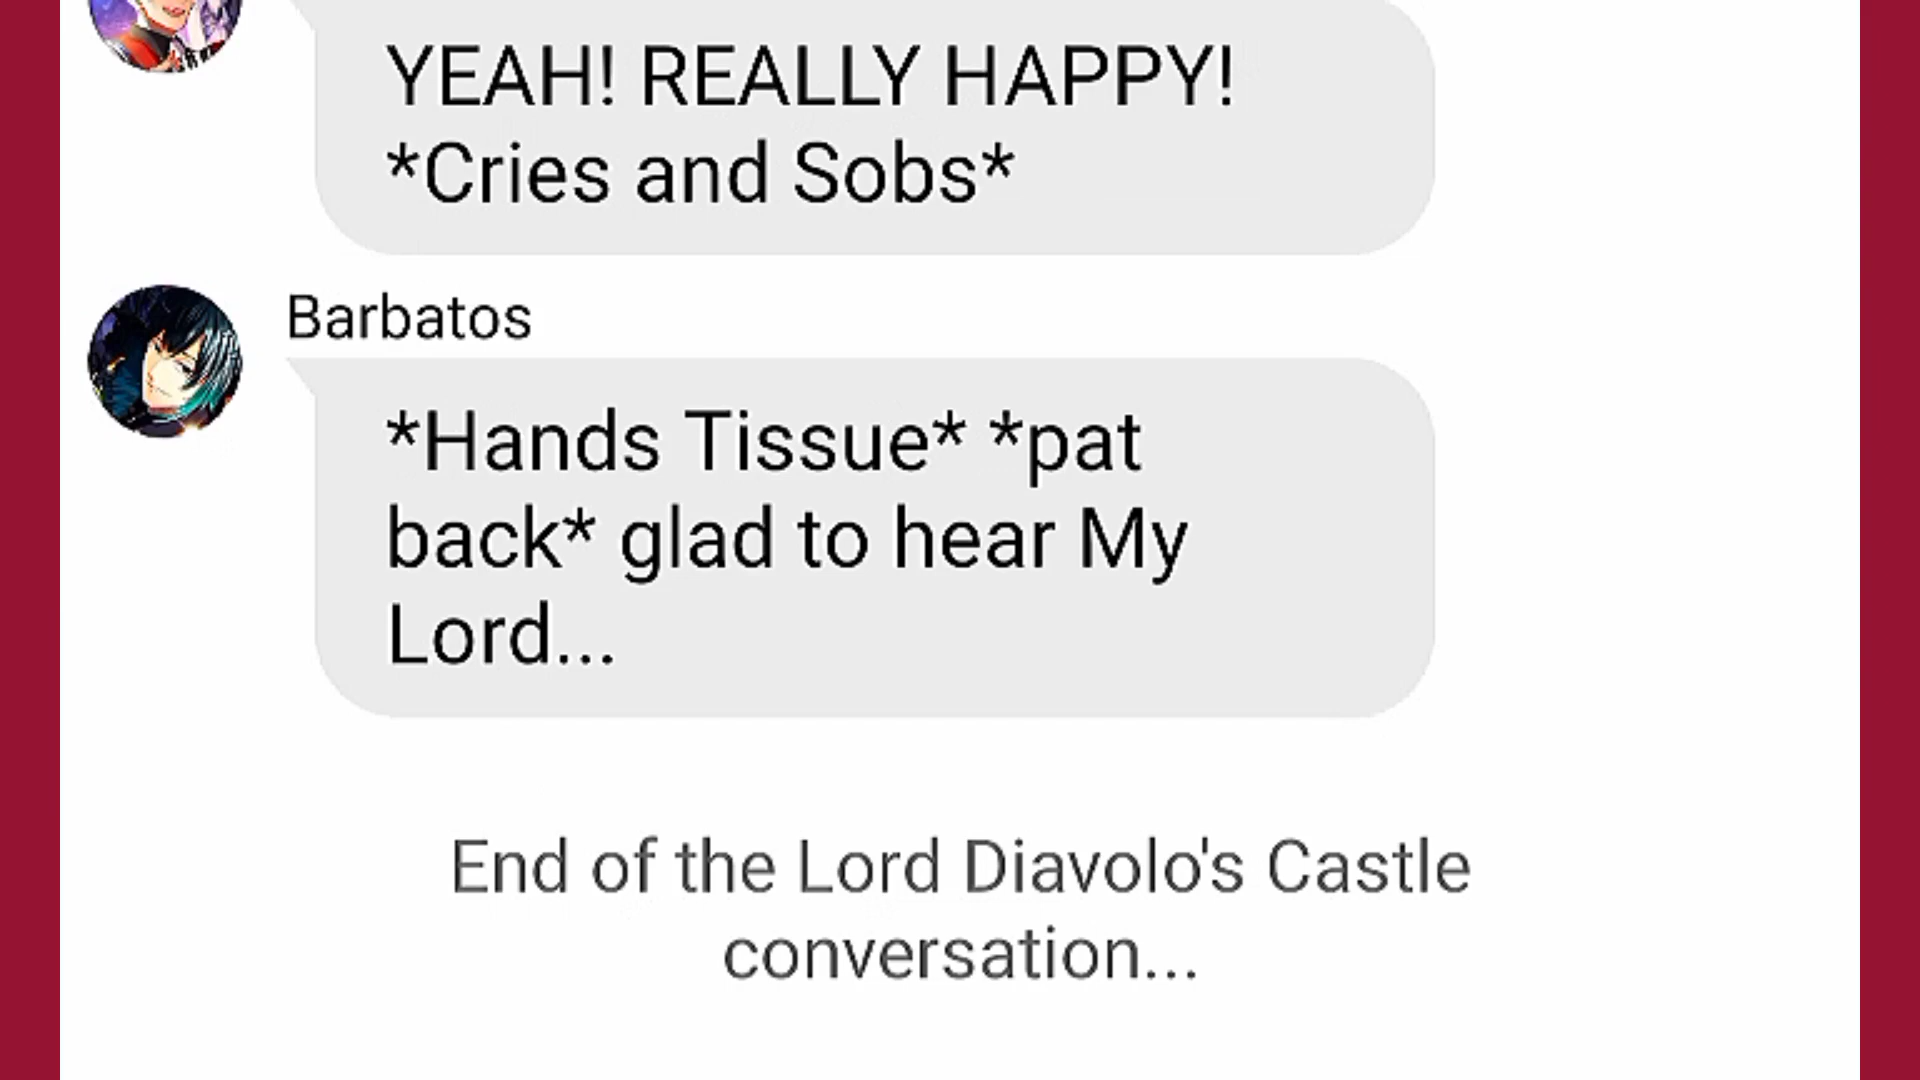 YEAH! REALLY HAPPY!
*Cries and Sobs*
Barbatos
*Hands Tissue* *pat
back* glad to hear My
Lord...
End of the Lord Diavolo's Castle
conversation...